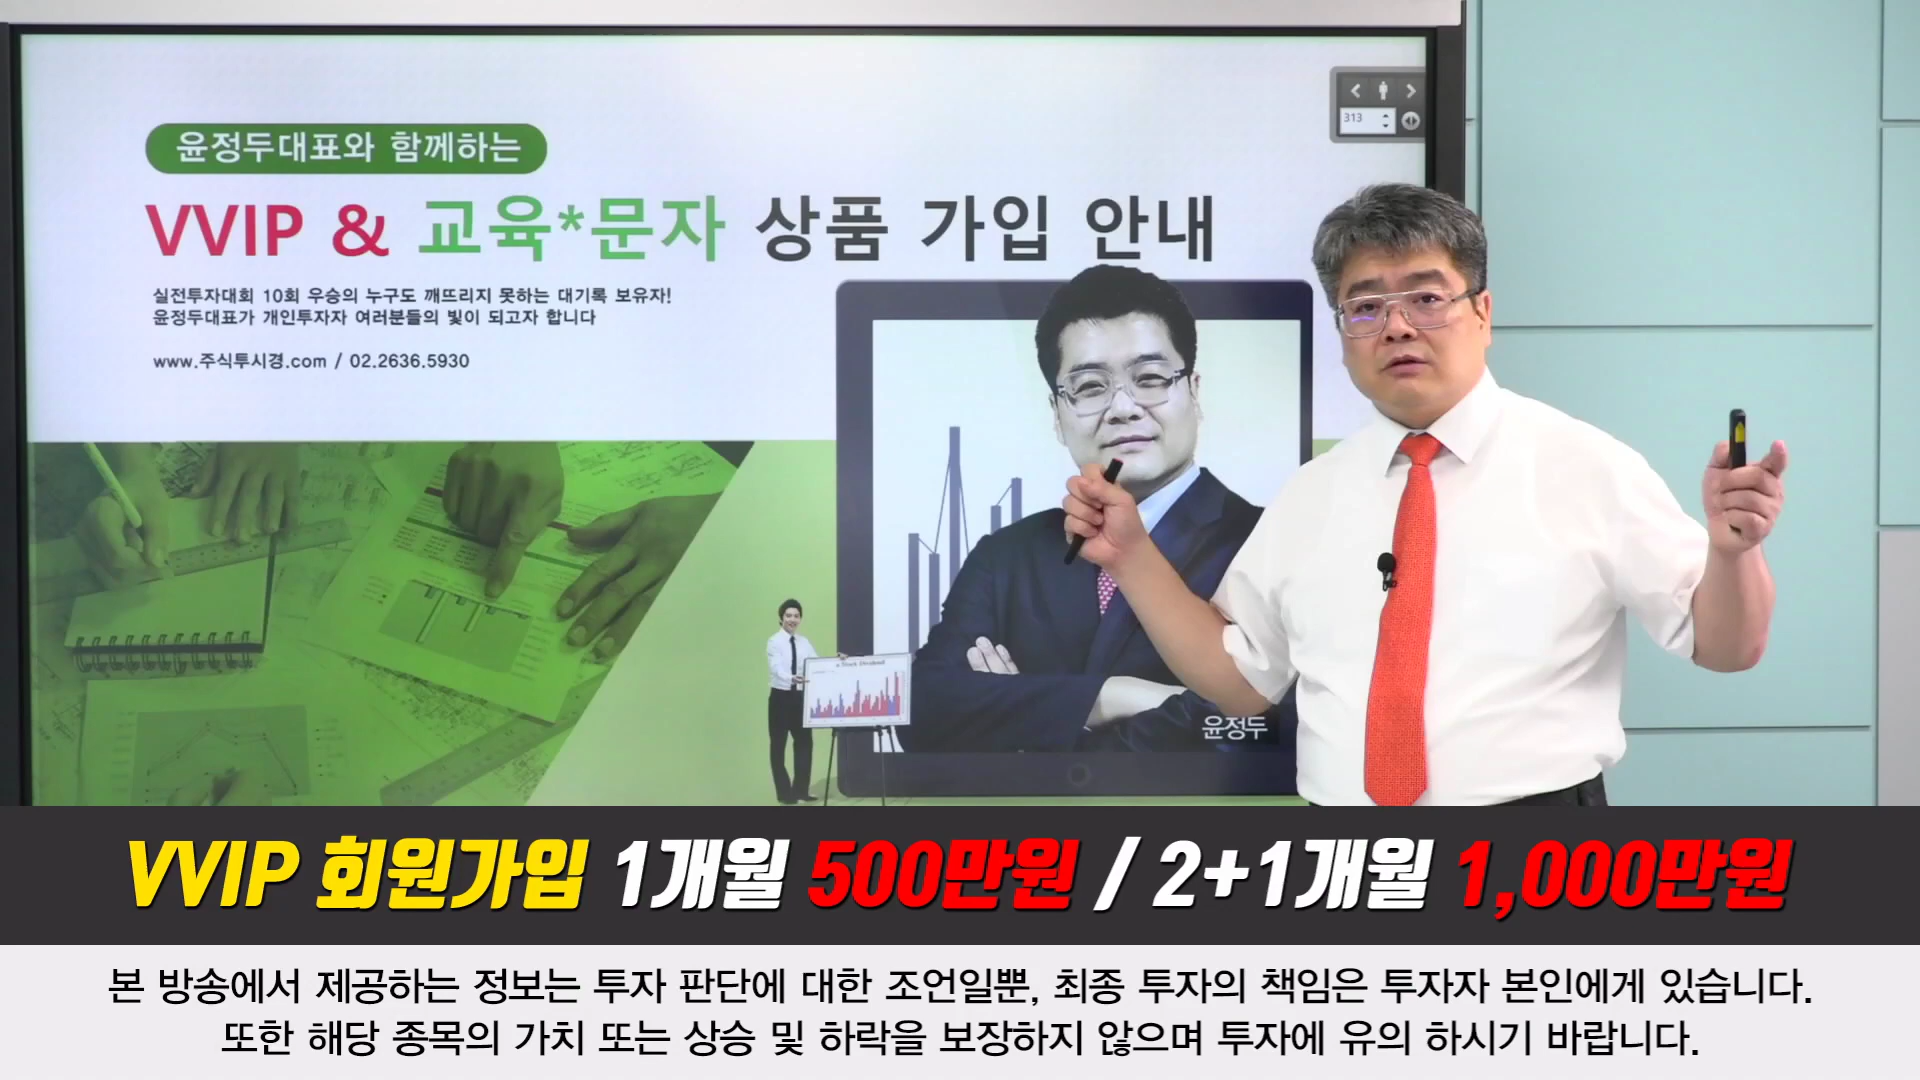 313
윤정두대표와 함께하는
VVIP & 교육*문자 상품 가입 안내
실전투자대회 10회 우승의 누구도 깨뜨리지 못하는 대기록 보유자!
윤정두대표가 개인투자자 여러분들의 빛이 되고자 합니다
www.주식투시경.com / 02.2636.5930
윤정두
VVIP 회원가입 1개월 500만원 / 2+1개월 1,000만원
본 방송에서 제공하는 정보는 투자 판단에 대한 조언일뿐, 최종 투자의 책임은 투자자 본인에게 있습니다.
또한 해당 종목의 가치 또는 상승 및 하락을 보장하지 않으며 투자에 유의 하시기 바랍니다.